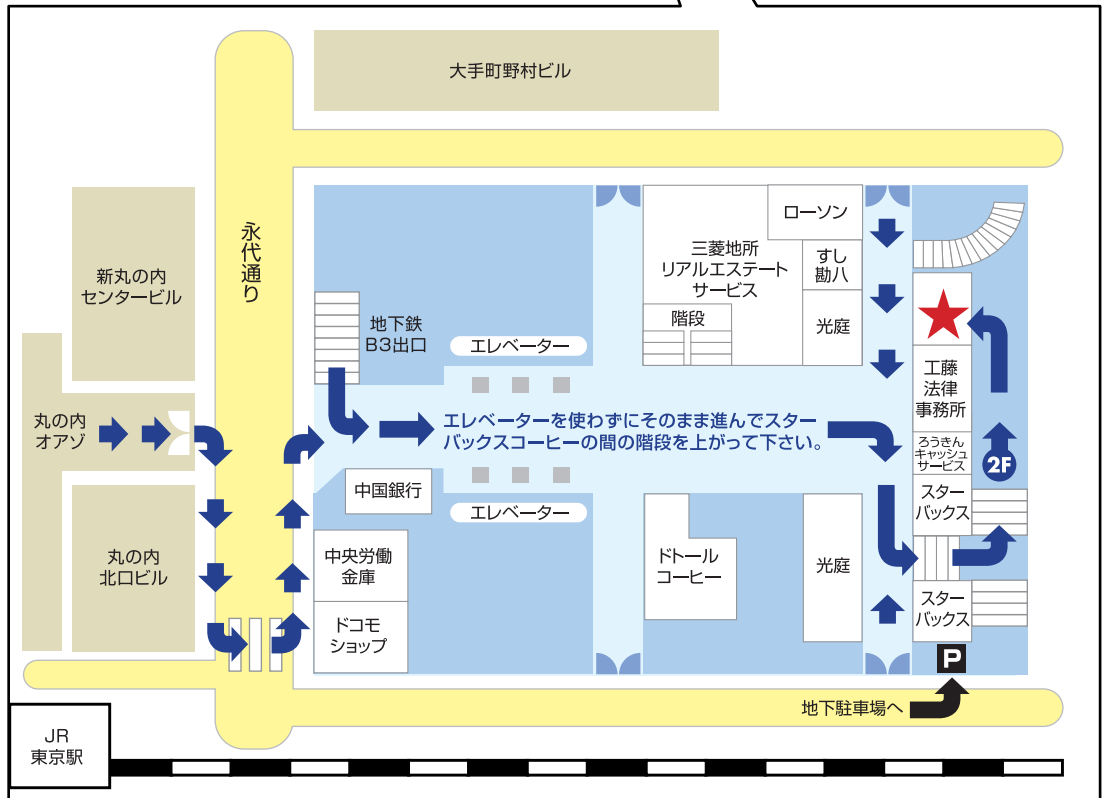 大手町野村ビル
永代通り
新丸の内
センタービル
地下鉄
B3出口
エレベーター
三菱地所
リアルエステート
サービス
ローソン
すし
勘八
階段
光庭
工藤
法律
事務所
丸の内
オアゾ
エレベーターを使わずにそのまま進んでスター
バックスコーヒーの間の階段を上がって下さい。
ろうきん
キャッシュ
サービス
2F
中国銀行
エレベーター
スター
バックス
丸の内
北口ビル
中央労働
金庫
ドトール
コーヒー
光庭
ドコモ
ショップ
スター
バックス
P
地下駐車場へ
JR
東京駅